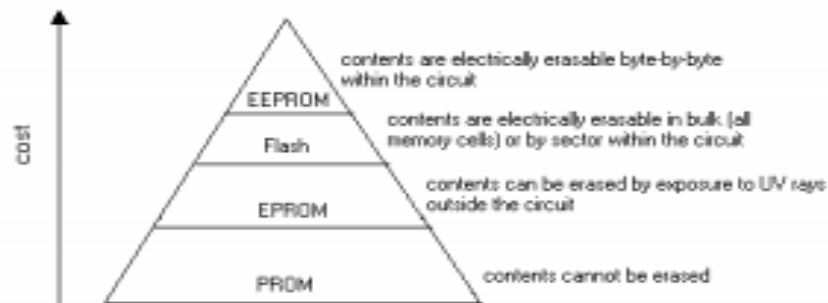 contents are electrically erasable byte-by-byte
within the circuit
EEPROM
contents are electrically erasable in bulk (all
memory cells) or by sector within the circuit
Flash
cost
contents can be erased by exposure to UV rays
outside the circuit
EPROM
contents cannot be erased
PROM